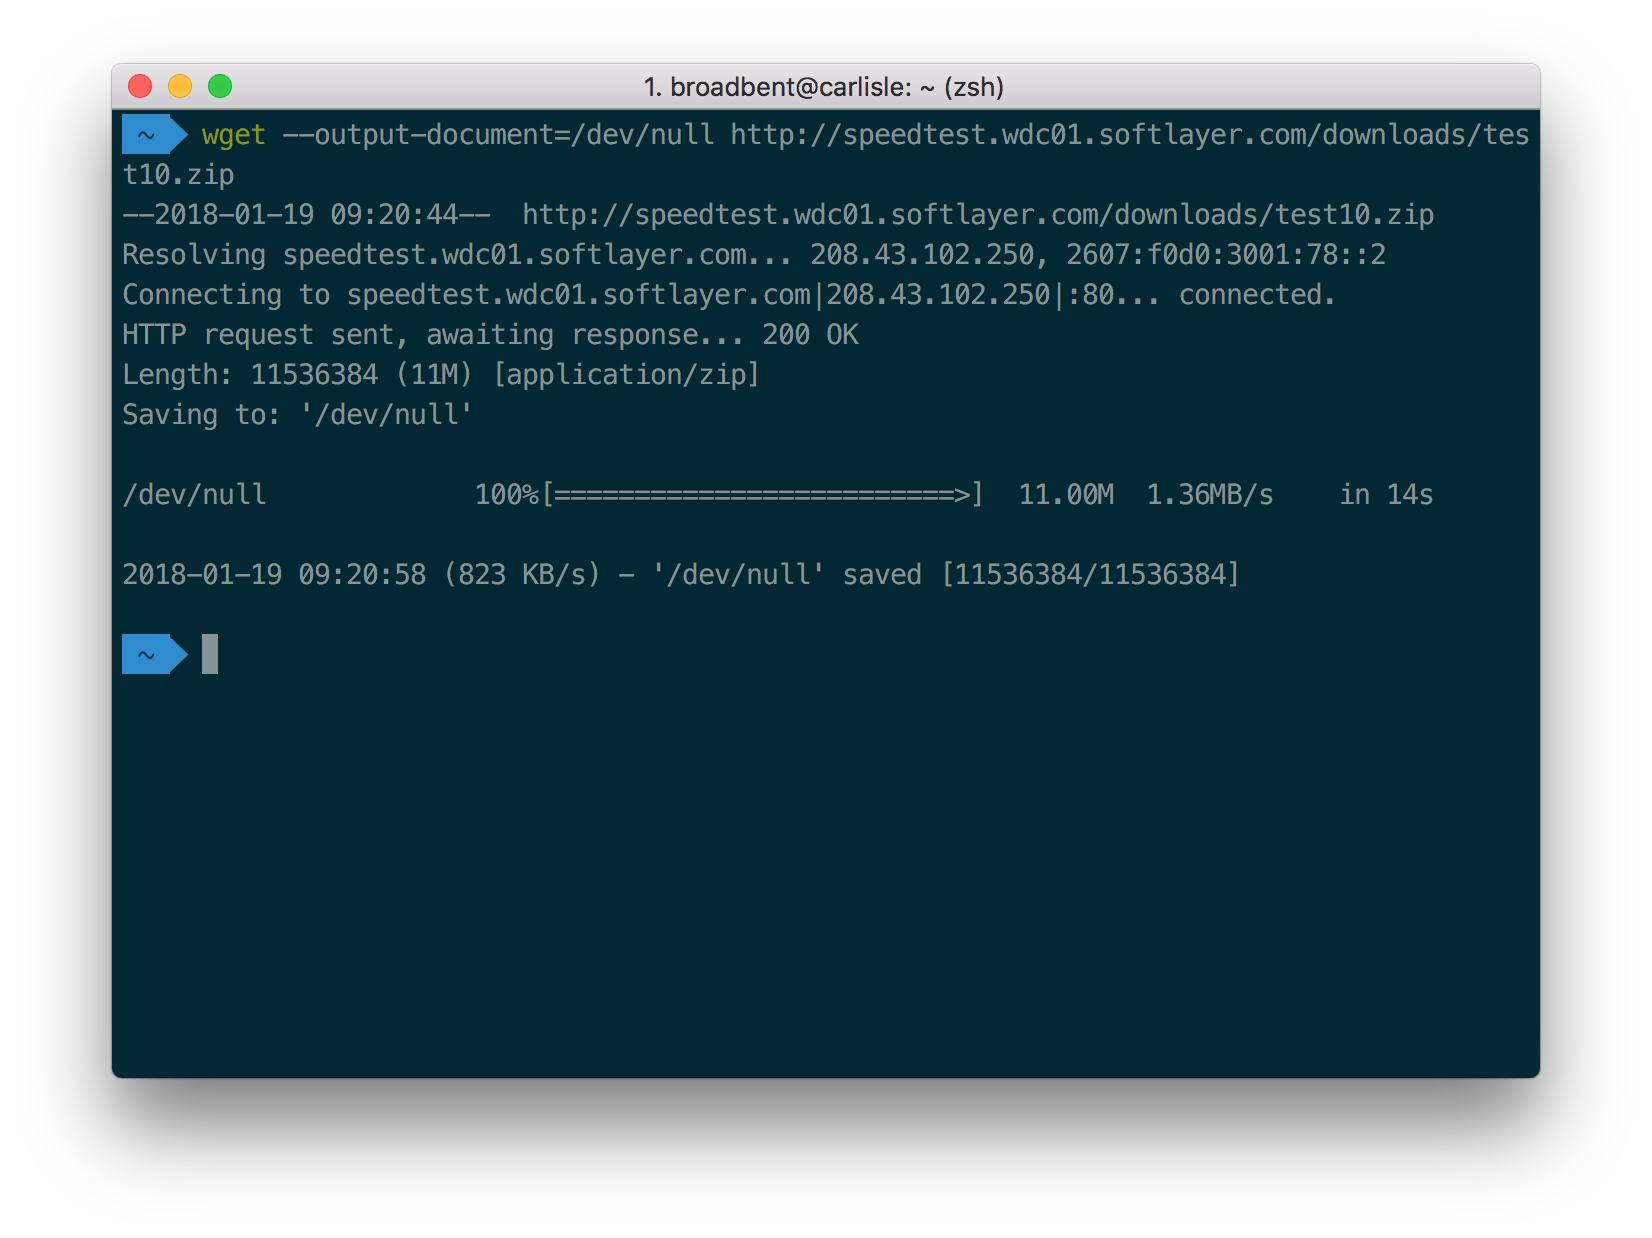 1. broadbent@carlisle: ~ (zsh)
~ wget --output-document=/dev/null http://speedtest.wdc01.softlayer.com/downloads/tes
t10.zip
--2018-01-19 09:20:44--  http://speedtest.wdc01.softlayer.com/downloads/test10.zip
Resolving speedtest.wdc01.softlayer.com... 208.43.102.250, 2607:f0d0:3001:78::2
Connecting to speedtest.wdc01.softlayer.com|208.43.102.250|:80... connected.
HTTP request sent, awaiting response... 200 OK
Length: 11536384 (11M) [application/zip]
Saving to: '/dev/null'
/dev/null             100%[=========================>]  11.00M  1.36MB/s    in 14s
2018-01-19 09:20:58 (823 KB/s) - '/dev/null' saved [11536384/11536384]
~